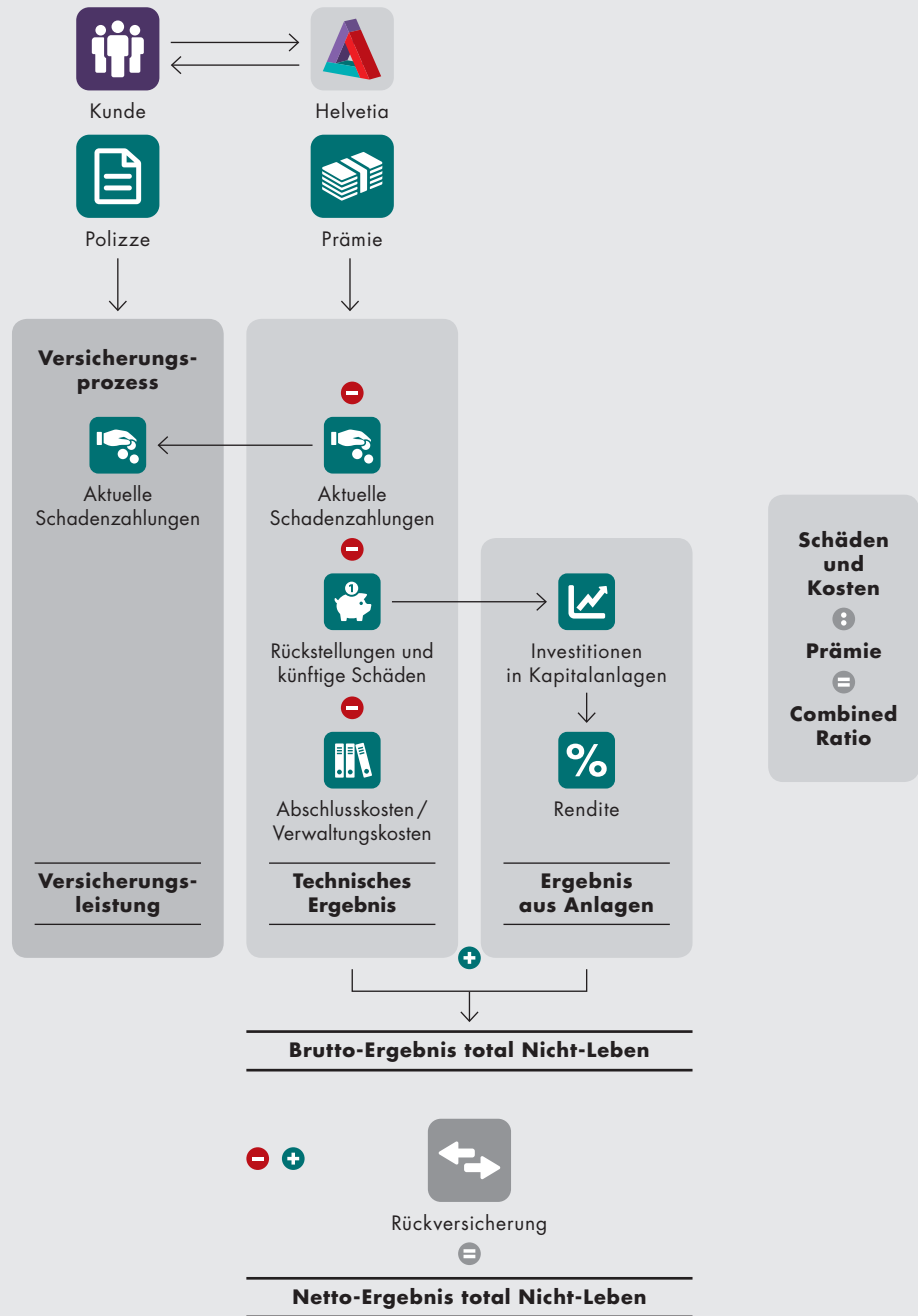 Kunde
Helvetia
Polizze
Prämie
Versicherungs-
prozess
Aktuelle
Schadenzahlungen
Aktuelle
Schadenzahlungen
1
Rückstellungen und
künftige Schäden
Investitionen
in Kapitalanlagen
Abschlusskosten/
Verwaltungskosten
%
Rendite
Versicherungs-
leistung
Technisches
Ergebnis
Ergebnis
aus Anlagen
Schäden
und
Kosten
:
Prämie
=
Combined
Ratio
Brutto-Ergebnis total Nicht-Leben
− +
Rückversicherung
=
Netto-Ergebnis total Nicht-Leben